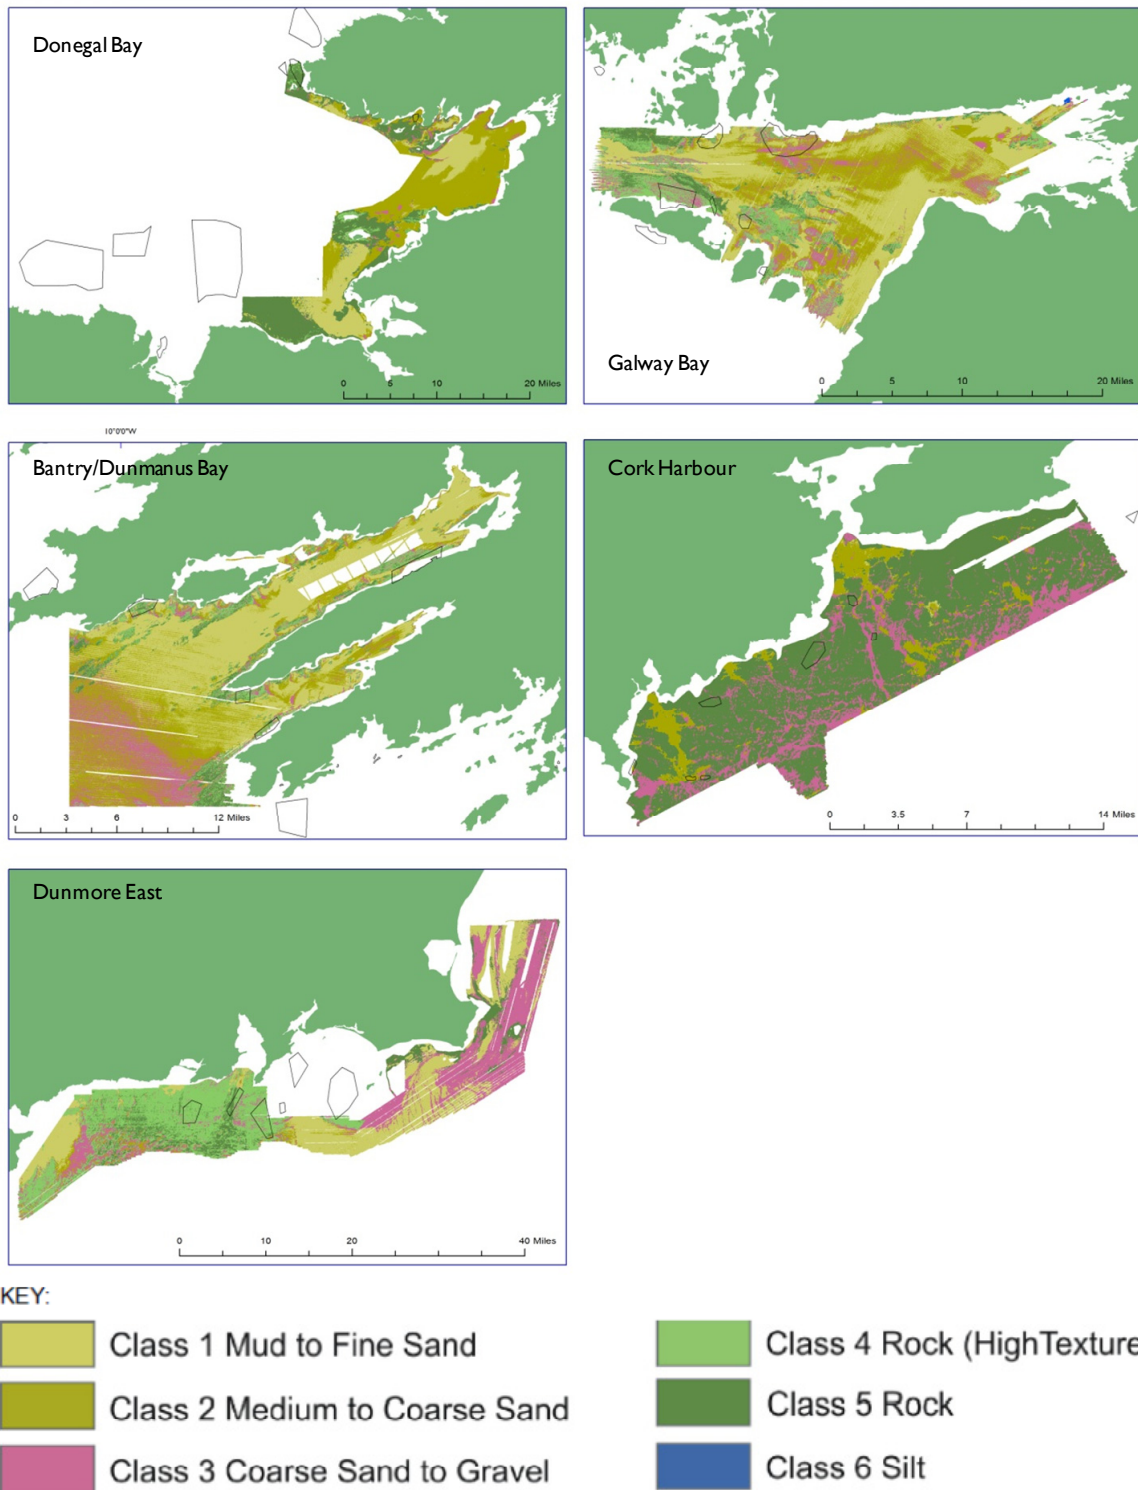 Donegal Bay
0 5 10 20 Miles
Galway Bay
0 5 10 20 Miles
10°0'0"W
Bantry/Dunmanus Bay
0 3 6 12 Miles
Cork Harbour
0 3.5 7 14 Miles
Dunmore East
0 10 20 40 Miles
KEY:
Class 1 Mud to Fine Sand
Class 2 Medium to Coarse Sand
Class 3 Coarse Sand to Gravel
Class 4 Rock (HighTexture
Class 5 Rock
Class 6 Silt